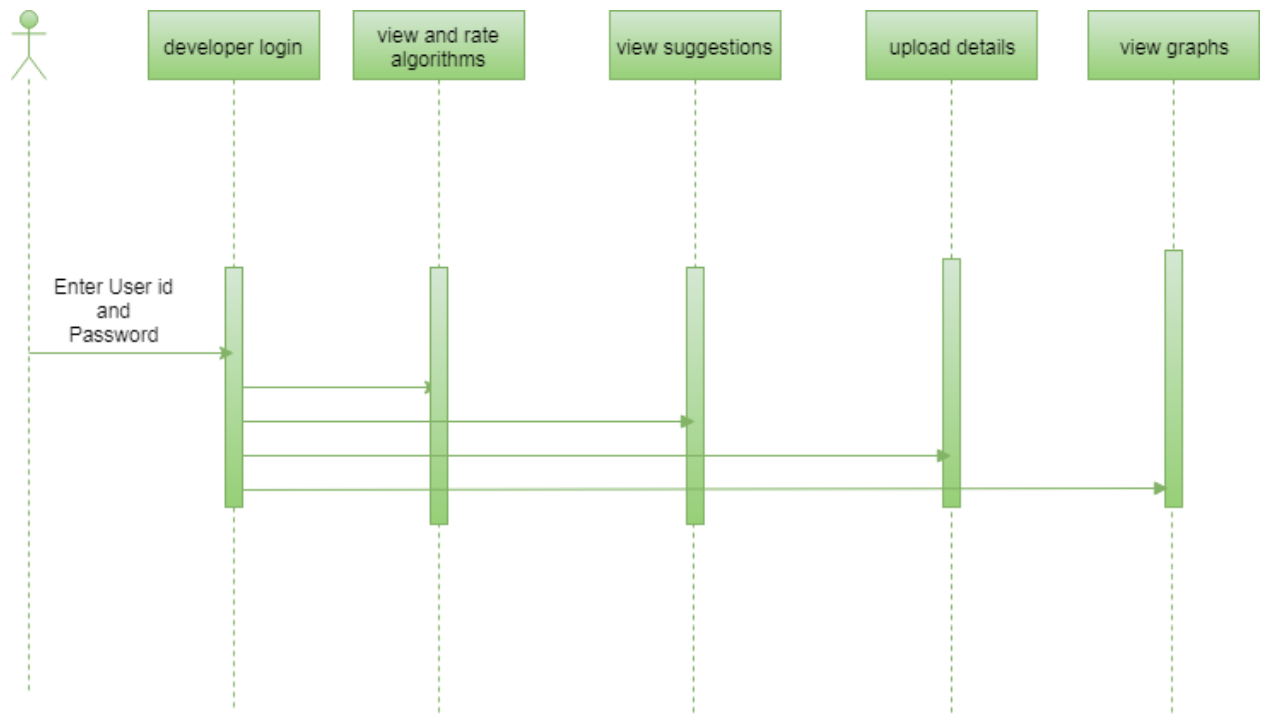 developer login
view and rate
algorithms
view suggestions
upload details
view graphs
Enter User id
and
Password